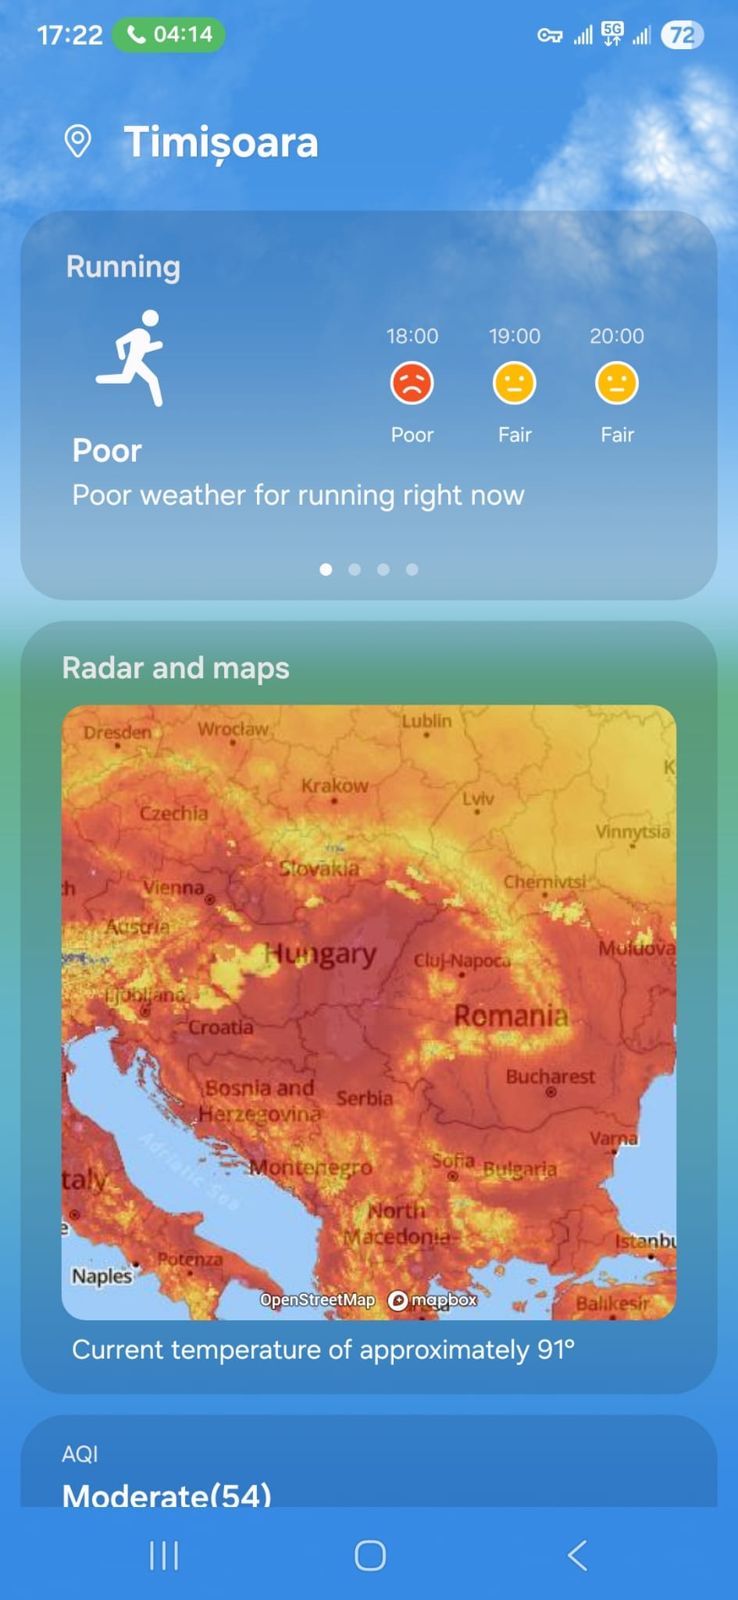 17:22 04:14 5G 72
Timișoara
Running
18:00 19:00 20:00
Poor Fair Fair
Poor
Poor weather for running right now
Radar and maps
Dresden Wrocław Lublin
Krakow Lviv
Czechia
Vinnytsia
Slovakia
Chernivtsi
Vienna
Austria
Hungary Cluj-Napoca Moldova
Ljubljana
Croatia Romania
Bosnia and
Herzegovina
Serbia
Bucharest
Adriatic Sea
Montenegro
Sofia Bulgaria
Varna
taly
North
Macedonia
Istanbu
Potenza
Naples
OpenStreetMap mapbox
Balıkesir
Current temperature of approximately 91°
AQI
Moderate(54)